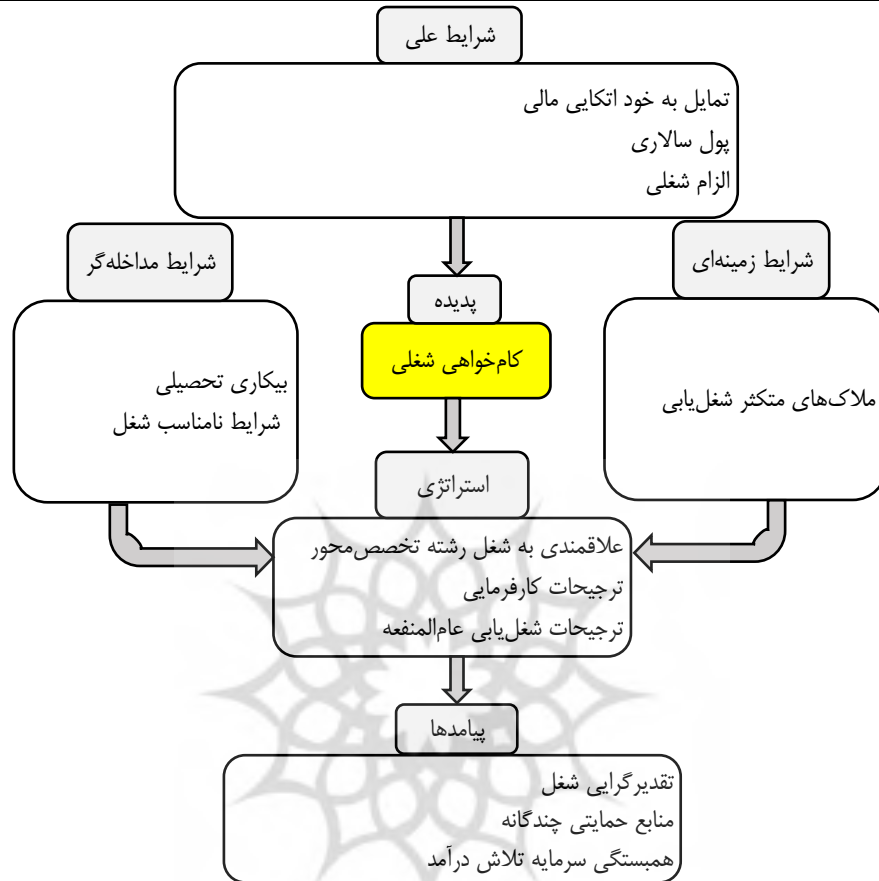 شرایط علی
تمایل به خود اتکایی مالی
پول سالاری
الزام شغلی
شرایط زمینه‌ای
ملاک‌های متکثر شغل‌یابی
شرایط مداخله‌گر
بیکاری تحصیلی
شرایط نامناسب شغل
پدیده
کام‌خواهی شغلی
استراتژی
علاقمندی به شغل رشته تخصص‌محور
ترجیحات کارفرمایی
ترجیحات شغل‌یابی عام‌المنفعه
پیامدها
تقدیرگرایی شغل
منابع حمایتی چندگانه
همبستگی سرمایه تلاش درآمد